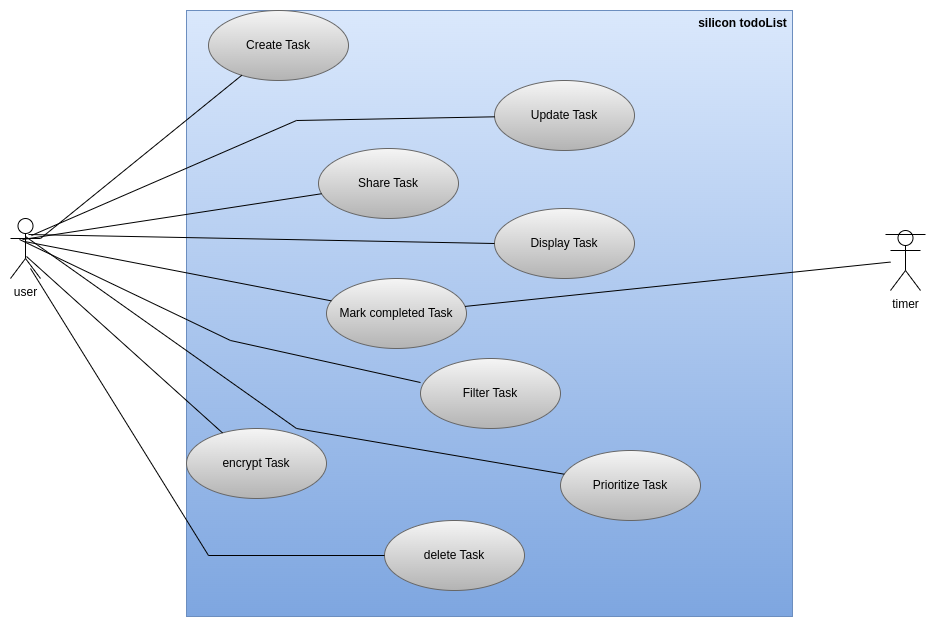 silicon todoList
Create Task
Update Task
Share Task
Display Task
user
timer
Mark completed Task
Filter Task
encrypt Task
Prioritize Task
delete Task